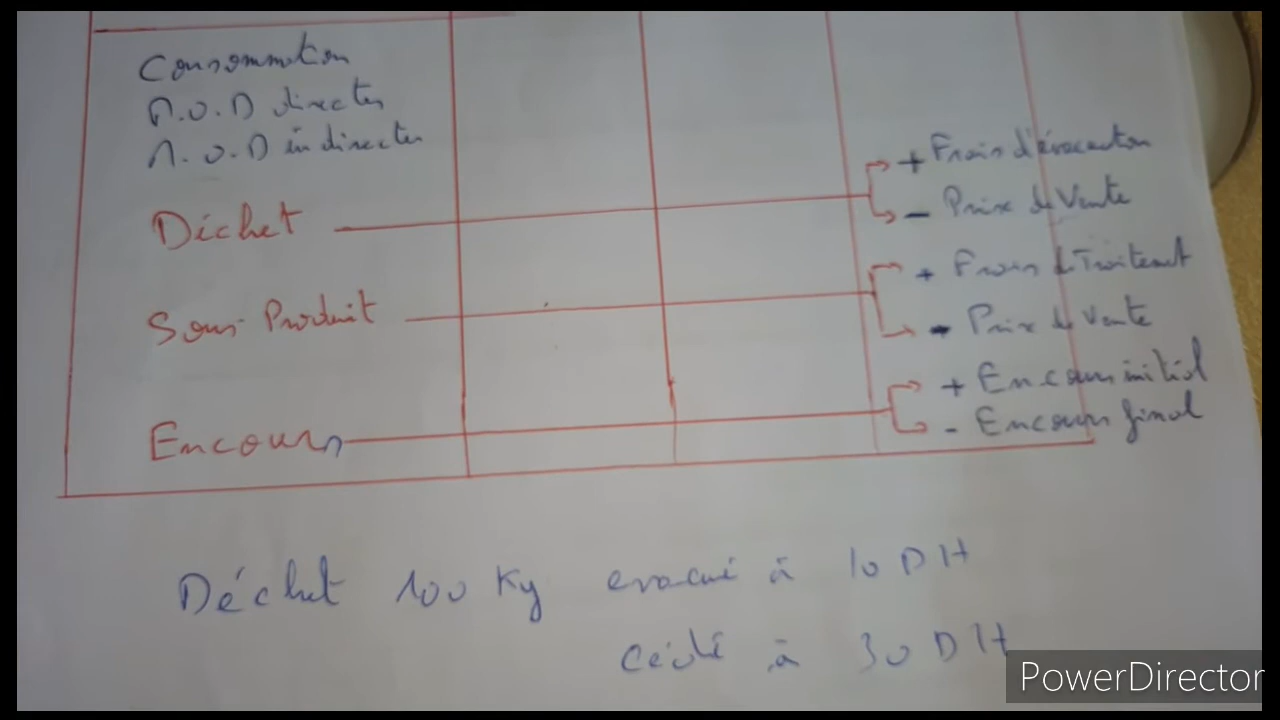 Consommation
M.O.D directes
M.O.D indirectes
+ Frais d'évacuation
Déchet
- Prix de Vente
+ Frais de Traitement
Sous-Produit
- Prix de Vente
+ Encours initial
Encours
- Encours final
Déchet 100 Kg evacué à 10 DH
Cédé à 30 DH
PowerDirector